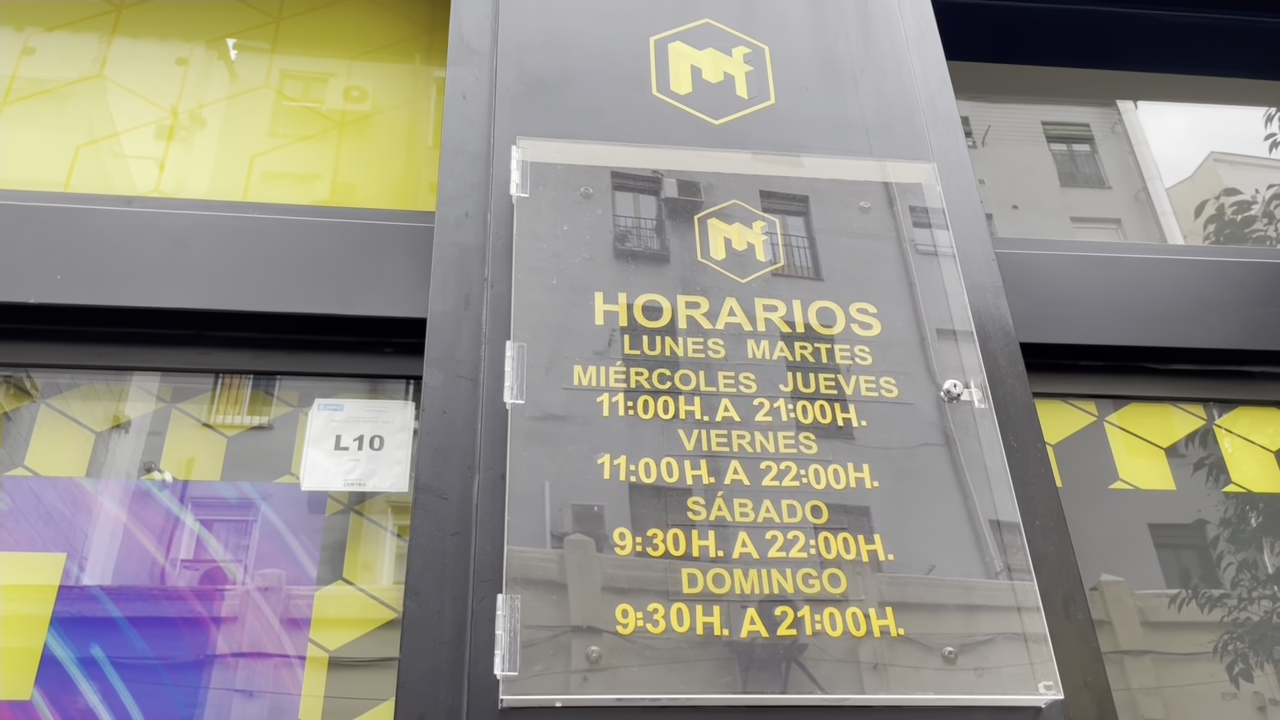 HORARIOS
LUNES MARTES
MIÉRCOLES JUEVES
11:00H. A 21:00H.
VIERNES
11:00H. A 22:00H.
SÁBADO
9:30H. A 22:00H.
DOMINGO
9:30H. A 21:00H.
L10
CENTRO